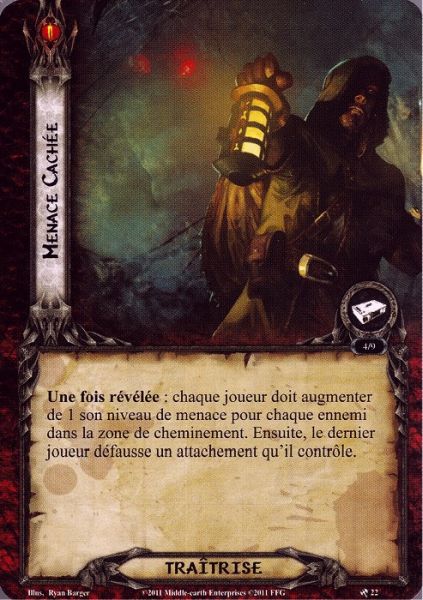 MENACE CACHÉE
4/9
Une fois révélée : chaque joueur doit augmenter
de 1 son niveau de menace pour chaque ennemi
dans la zone de cheminement. Ensuite, le dernier
joueur défausse un attachement qu'il contrôle.
TRAÎTRISE
Illus. Ryan Barger
©2011 Middle-earth Enterprises ©2011 FFG
22